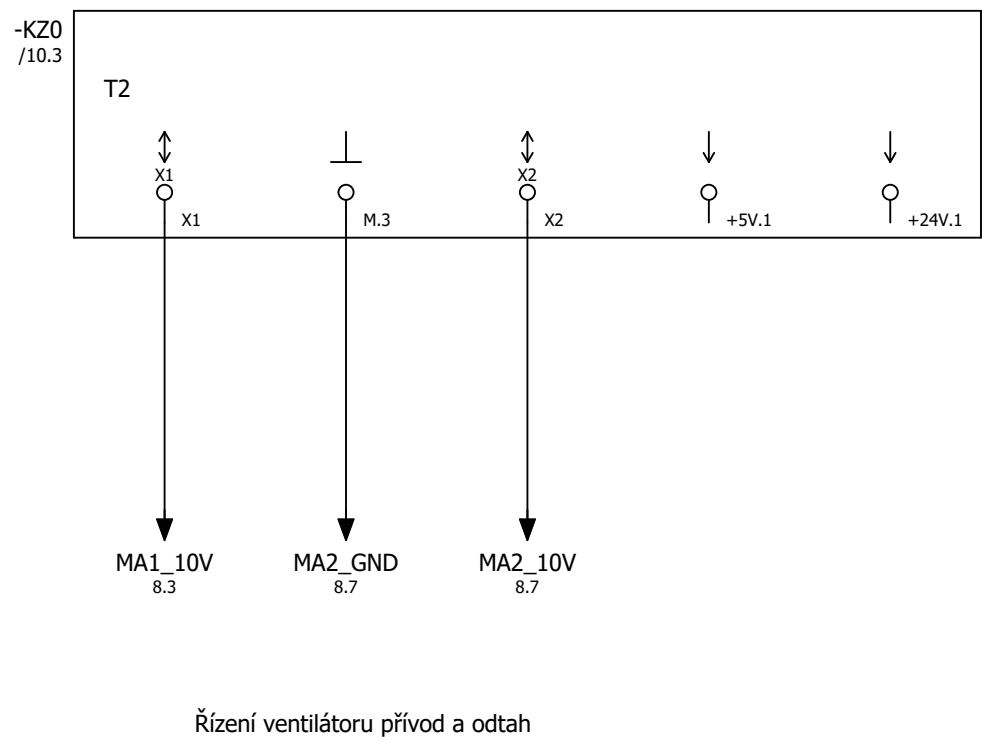 -KZ0
/10.3
T2
X1 X2
X1 M.3 X2 +5V.1 +24V.1
MA1_10V MA2_GND MA2_10V
8.3 8.7 8.7
Řízení ventilátoru přívod a odtah